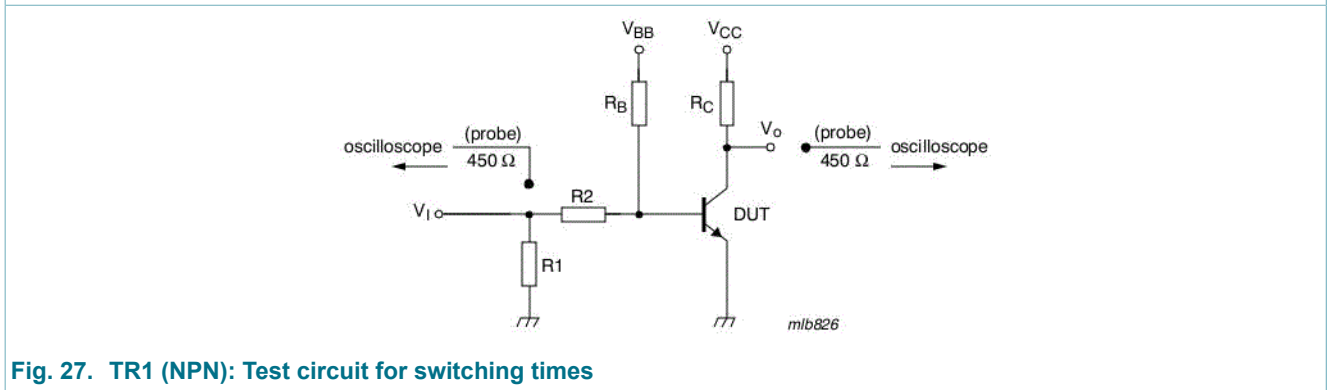 VBB VCC
RB RC
oscilloscope (probe) 450 Ω
Vo (probe) 450 Ω oscilloscope
R2
VI DUT
R1
mlb826
Fig. 27. TR1 (NPN): Test circuit for switching times